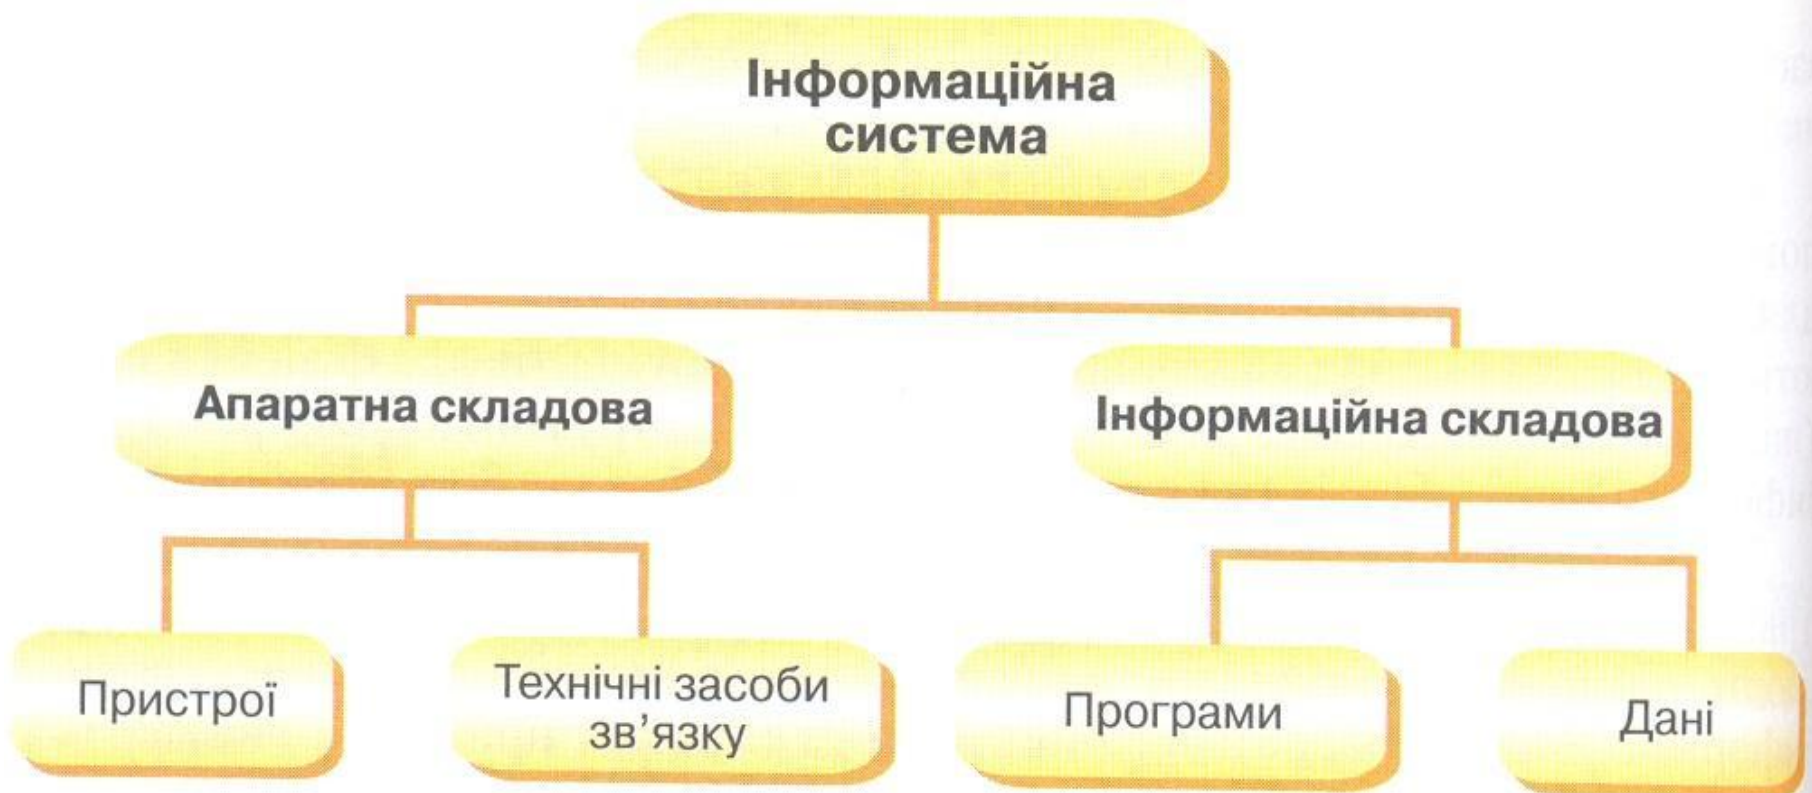 Інформаційна
система
Апаратна складова
Інформаційна складова
Пристрої
Технічні засоби
зв’язку
Програми
Дані